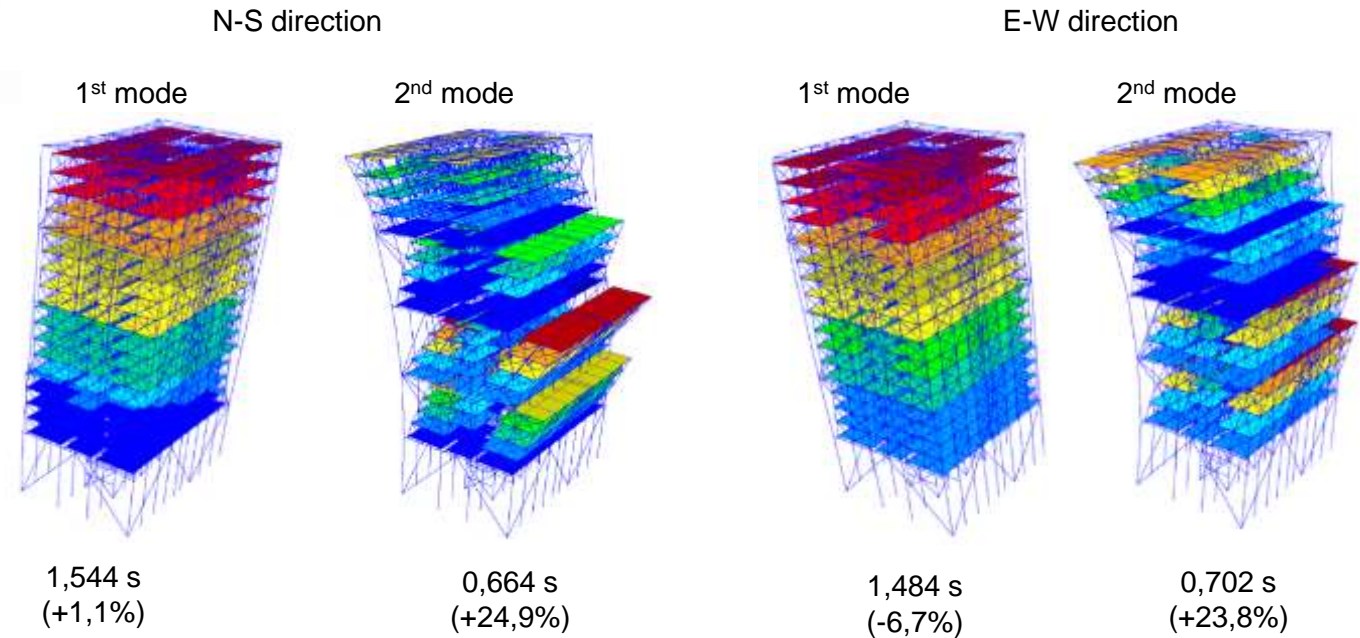 N-S direction
E-W direction
1st mode
2nd mode
1st mode
2nd mode
1,544 s
(+1,1%)
0,664 s
(+24,9%)
1,484 s
(-6,7%)
0,702 s
(+23,8%)